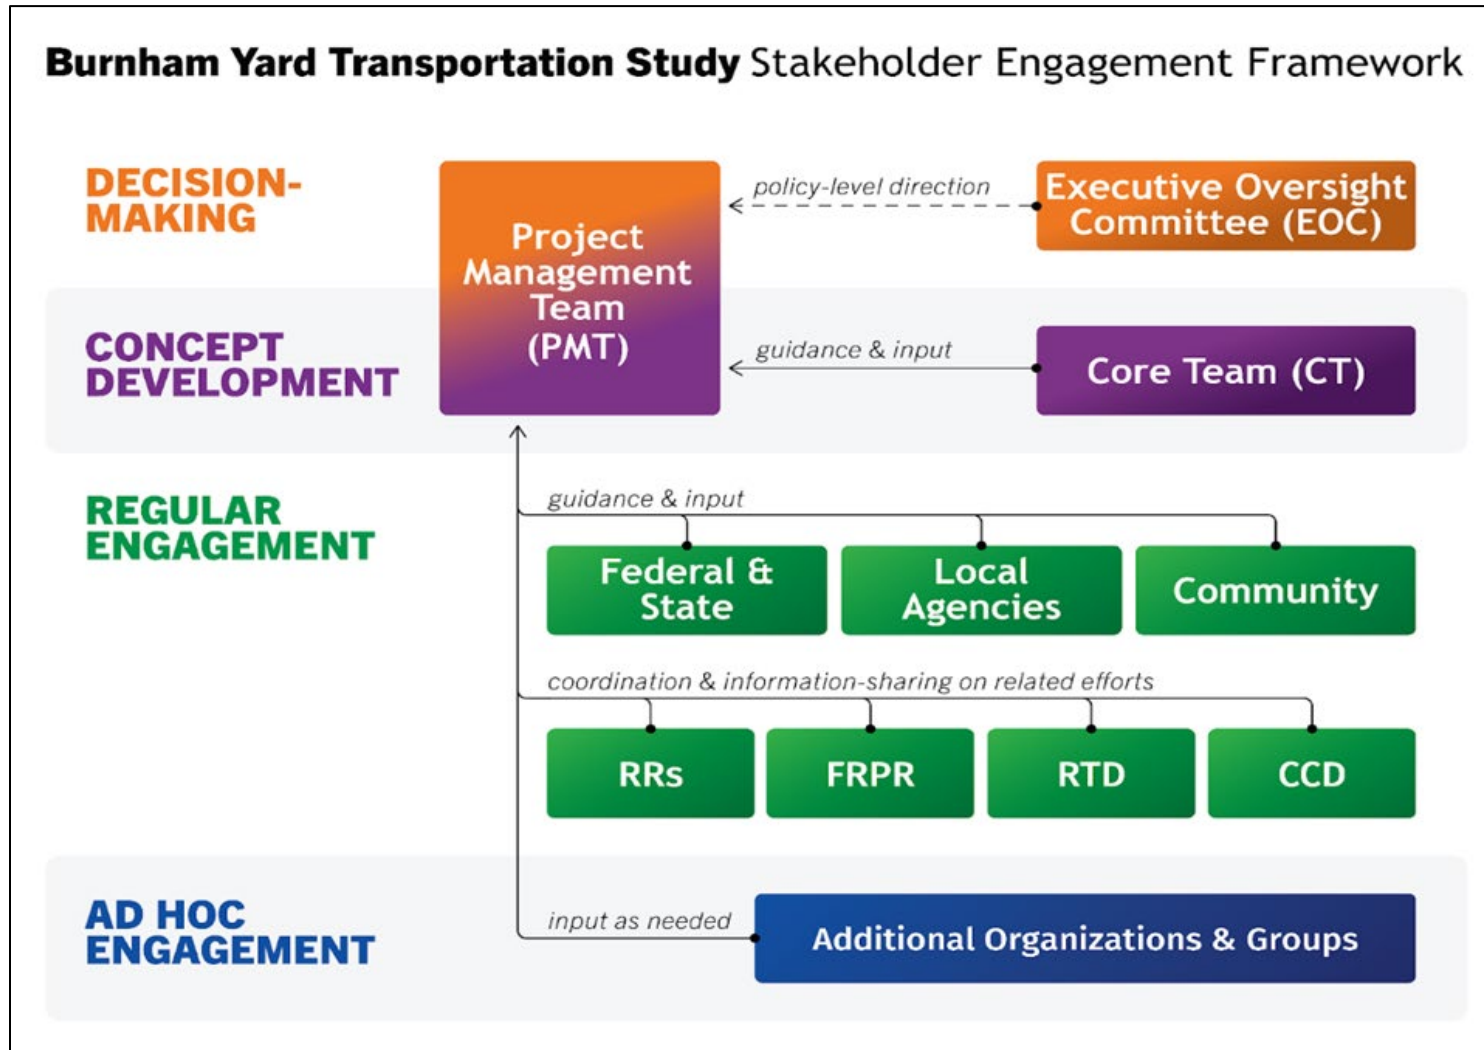 Burnham Yard Transportation Study Stakeholder Engagement Framework
DECISION-
MAKING
Project
Management
Team
(PMT)
policy-level direction
Executive Oversight
Committee (EOC)
CONCEPT
DEVELOPMENT
guidance & input
Core Team (CT)
REGULAR
ENGAGEMENT
guidance & input
Federal &
State
Local
Agencies
Community
coordination & information-sharing on related efforts
RRs
FRPR
RTD
CCD
AD HOC
ENGAGEMENT
input as needed
Additional Organizations & Groups